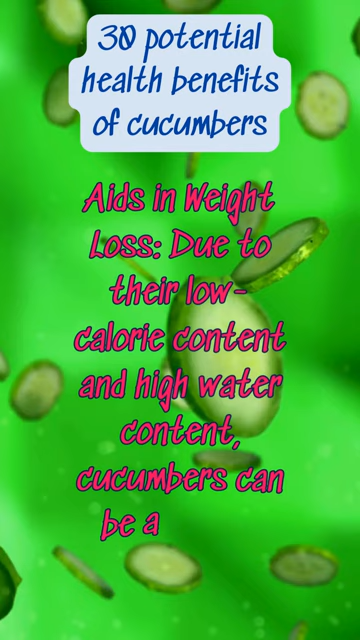 30 potential
health benefits
of cucumbers
Aids in Weight
Loss: Due to
their low-
calorie content
and high water
content,
cucumbers can
be a